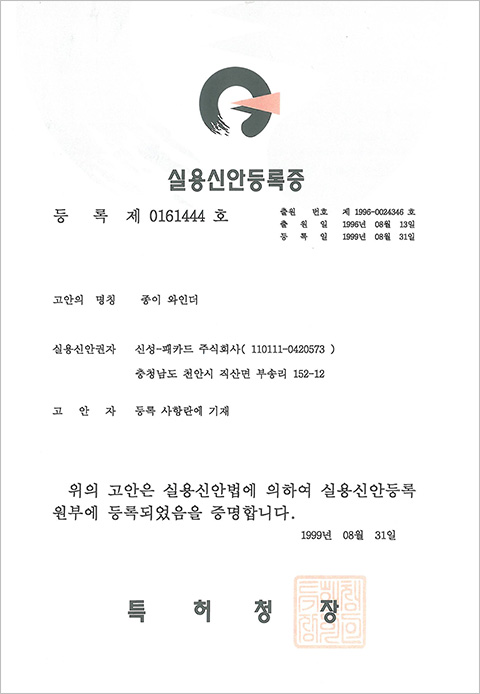 실용신안등록증
등 록 제 0161444 호
출원 번호 제 1996-0024346 호
출 원 일 1996년 08월 13일
등 록 일 1999년 08월 31일
고안의 명칭 종이 와인더
실용신안권자 신성-패카드 주식회사( 110111-0420573 )
충청남도 천안시 직산면 부송리 152-12
고 안 자 등록 사항란에 기재
위의 고안은 실용신안법에 의하여 실용신안등록
원부에 등록되었음을 증명합니다.
1999년 08월 31일
특 허 청 장